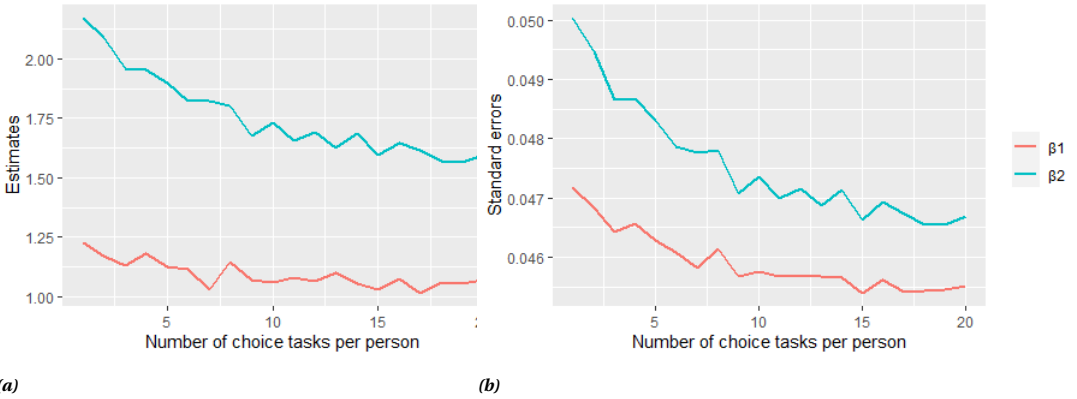 2.00
1.75
1.50
1.25
1.00
Estimates
5
10
15
Number of choice tasks per person
(a)
0.050
0.049
0.048
0.047
0.046
Standard errors
5
10
15
20
Number of choice tasks per person
(b)
β1
β2